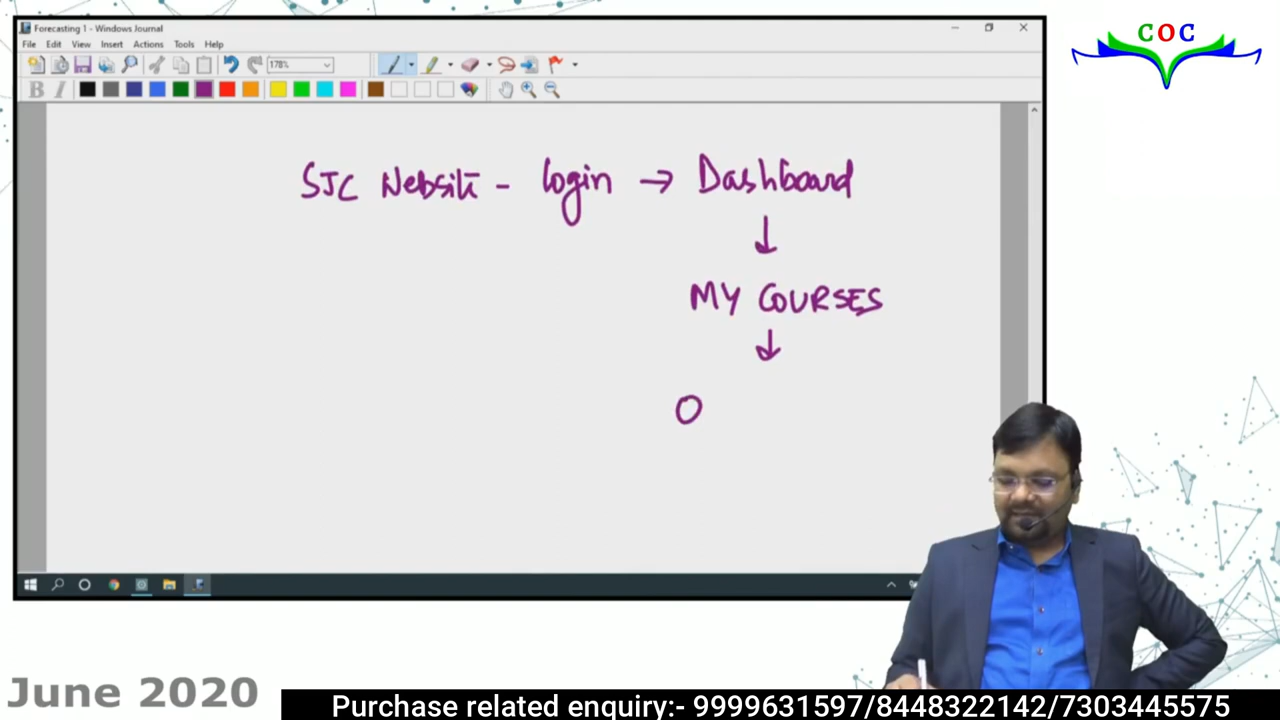 Forecasting 1 - Windows Journal
COC
File Edit View Insert Actions Tools Help
178%
B I
SJC Website - login → Dashboard
↓
MY COURSES
↓
O
June 2020
Purchase related enquiry:- 9999631597/8448322142/7303445575